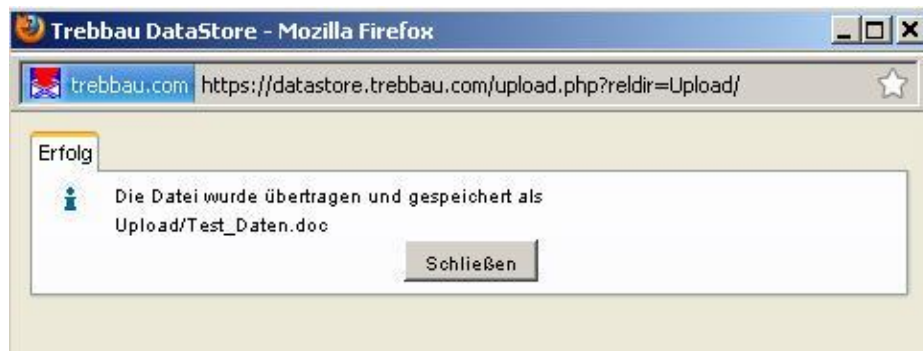 Trebbau DataStore - Mozilla Firefox
trebbau.com https://datastore.trebbau.com/upload.php?reldir=Upload/
Erfolg
Die Datei wurde übertragen und gespeichert als
Upload/Test_Daten.doc
Schließen